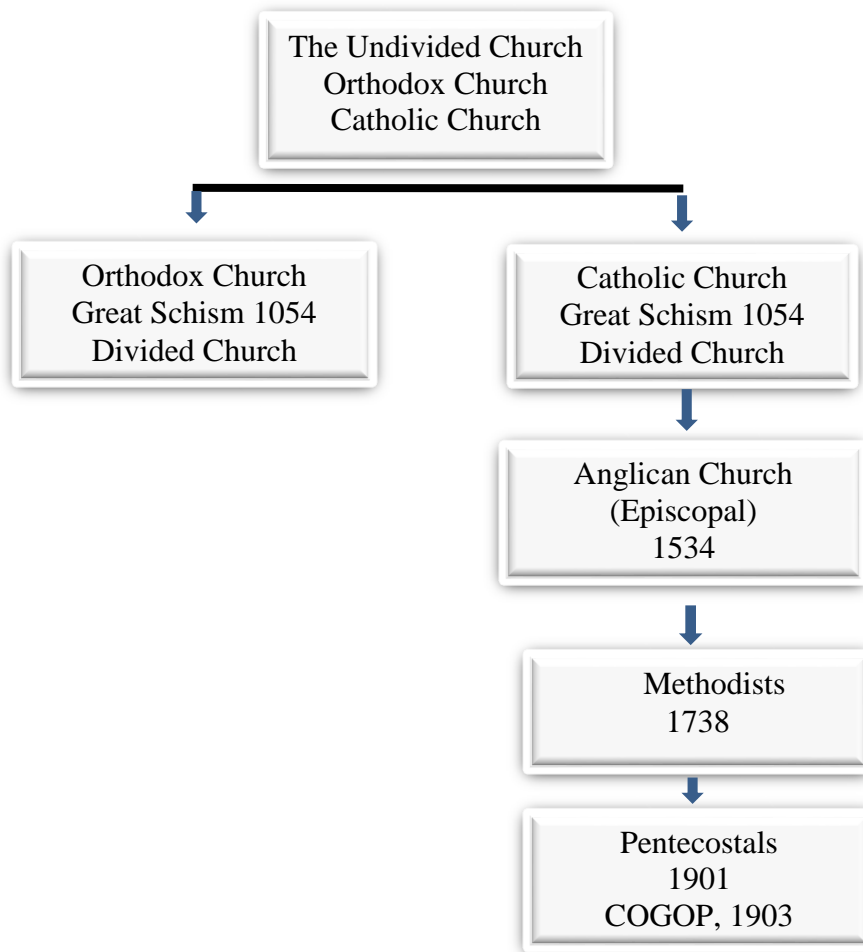 The Undivided Church
Orthodox Church
Catholic Church
Orthodox Church
Great Schism 1054
Divided Church
Catholic Church
Great Schism 1054
Divided Church
Anglican Church
(Episcopal)
1534
Methodists
1738
Pentecostals
1901
COGOP, 1903